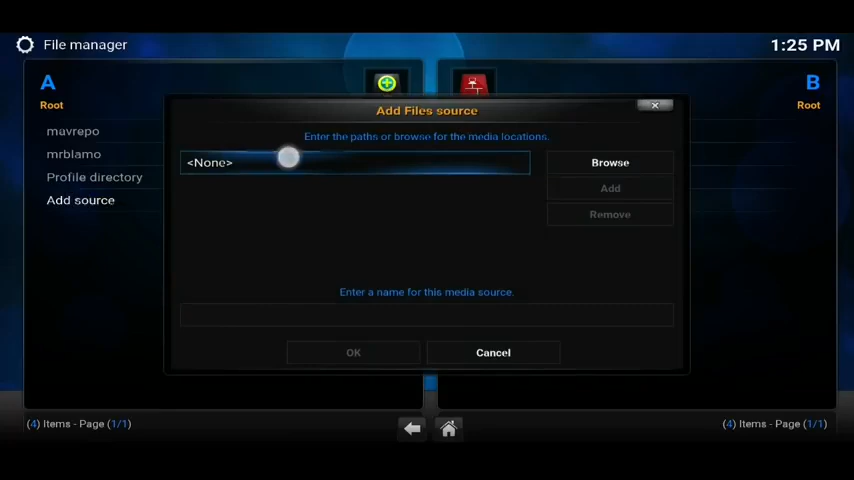 File manager
1:25 PM
A
B
Root
Root
mavrepo
mrblamo
Profile directory
Add source
Add Files source
Enter the paths or browse for the media locations.
<None>
Browse
Add
Remove
Enter a name for this media source.
OK
Cancel
(4) Items - Page (1/1)
(4) Items - Page (1/1)